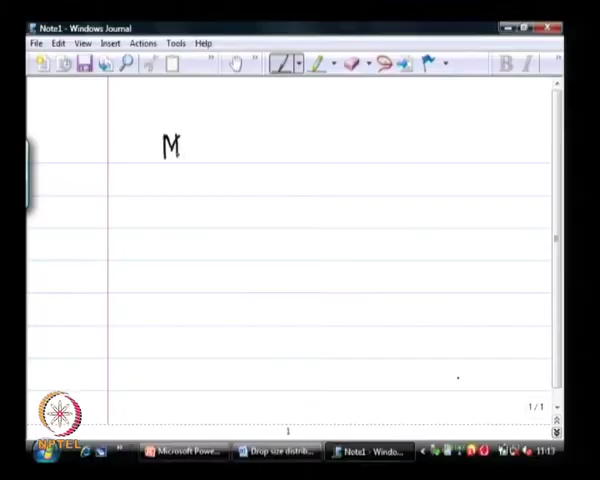 Note1 - Windows Journal
File Edit View Insert Actions Tools Help
B I
M
1/1
1
NPTEL
Microsoft Powe...
Drop size distrib...
Note1 - Windo...
11:13